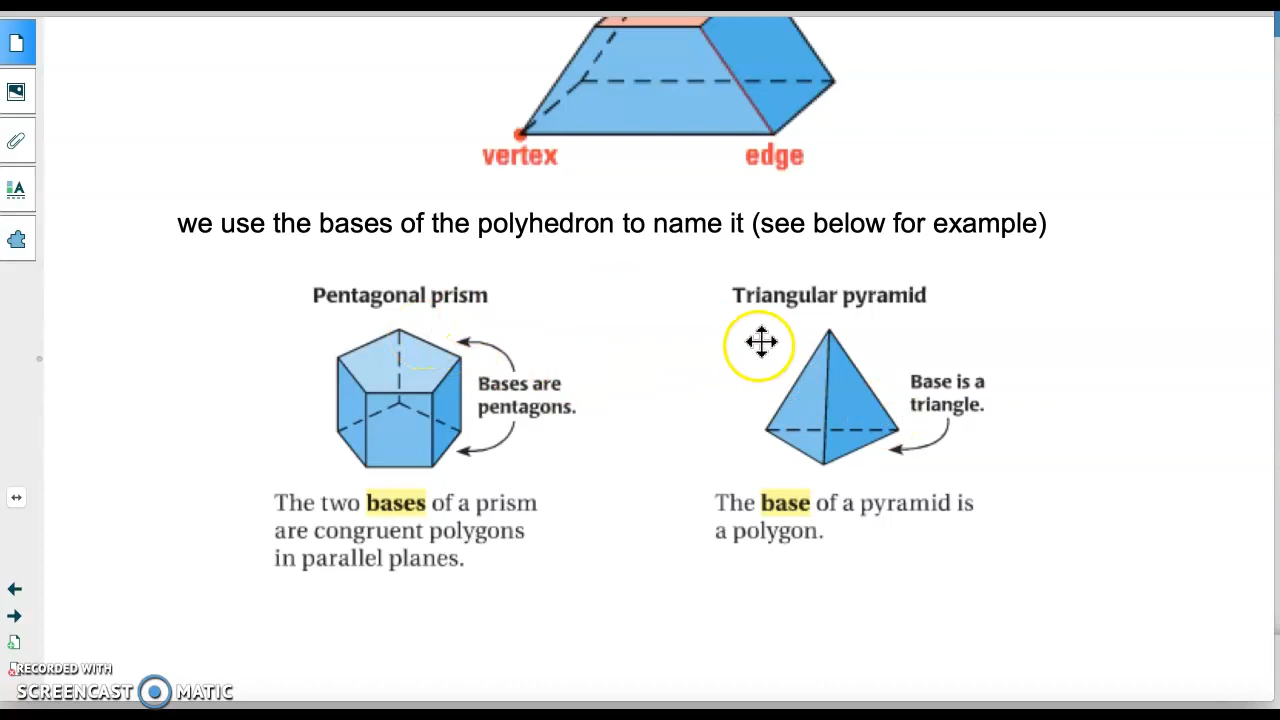 vertex
edge
we use the bases of the polyhedron to name it (see below for example)
Pentagonal prism
Bases are
pentagons.
The two bases of a prism
are congruent polygons
in parallel planes.
Triangular pyramid
Base is a
triangle.
The base of a pyramid is
a polygon.
RECORDED WITH
SCREENCAST MATIC